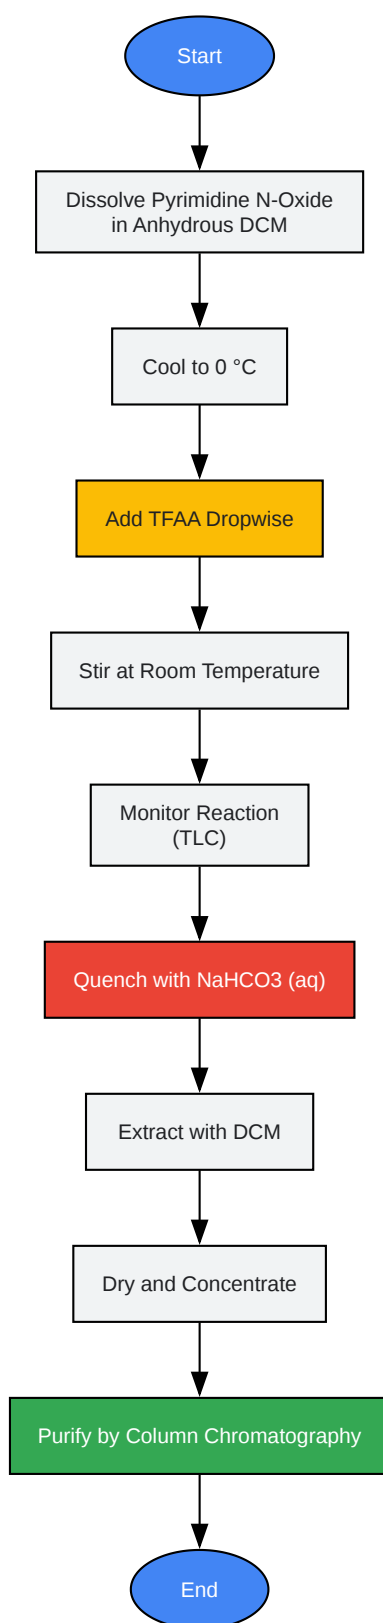 Start
Dissolve Pyrimidine N-Oxide
in Anhydrous DCM
Cool to 0 °C
Add TFAA Dropwise
Stir at Room Temperature
Monitor Reaction
(TLC)
Quench with NaHCO3 (aq)
Extract with DCM
Dry and Concentrate
Purify by Column Chromatography
End